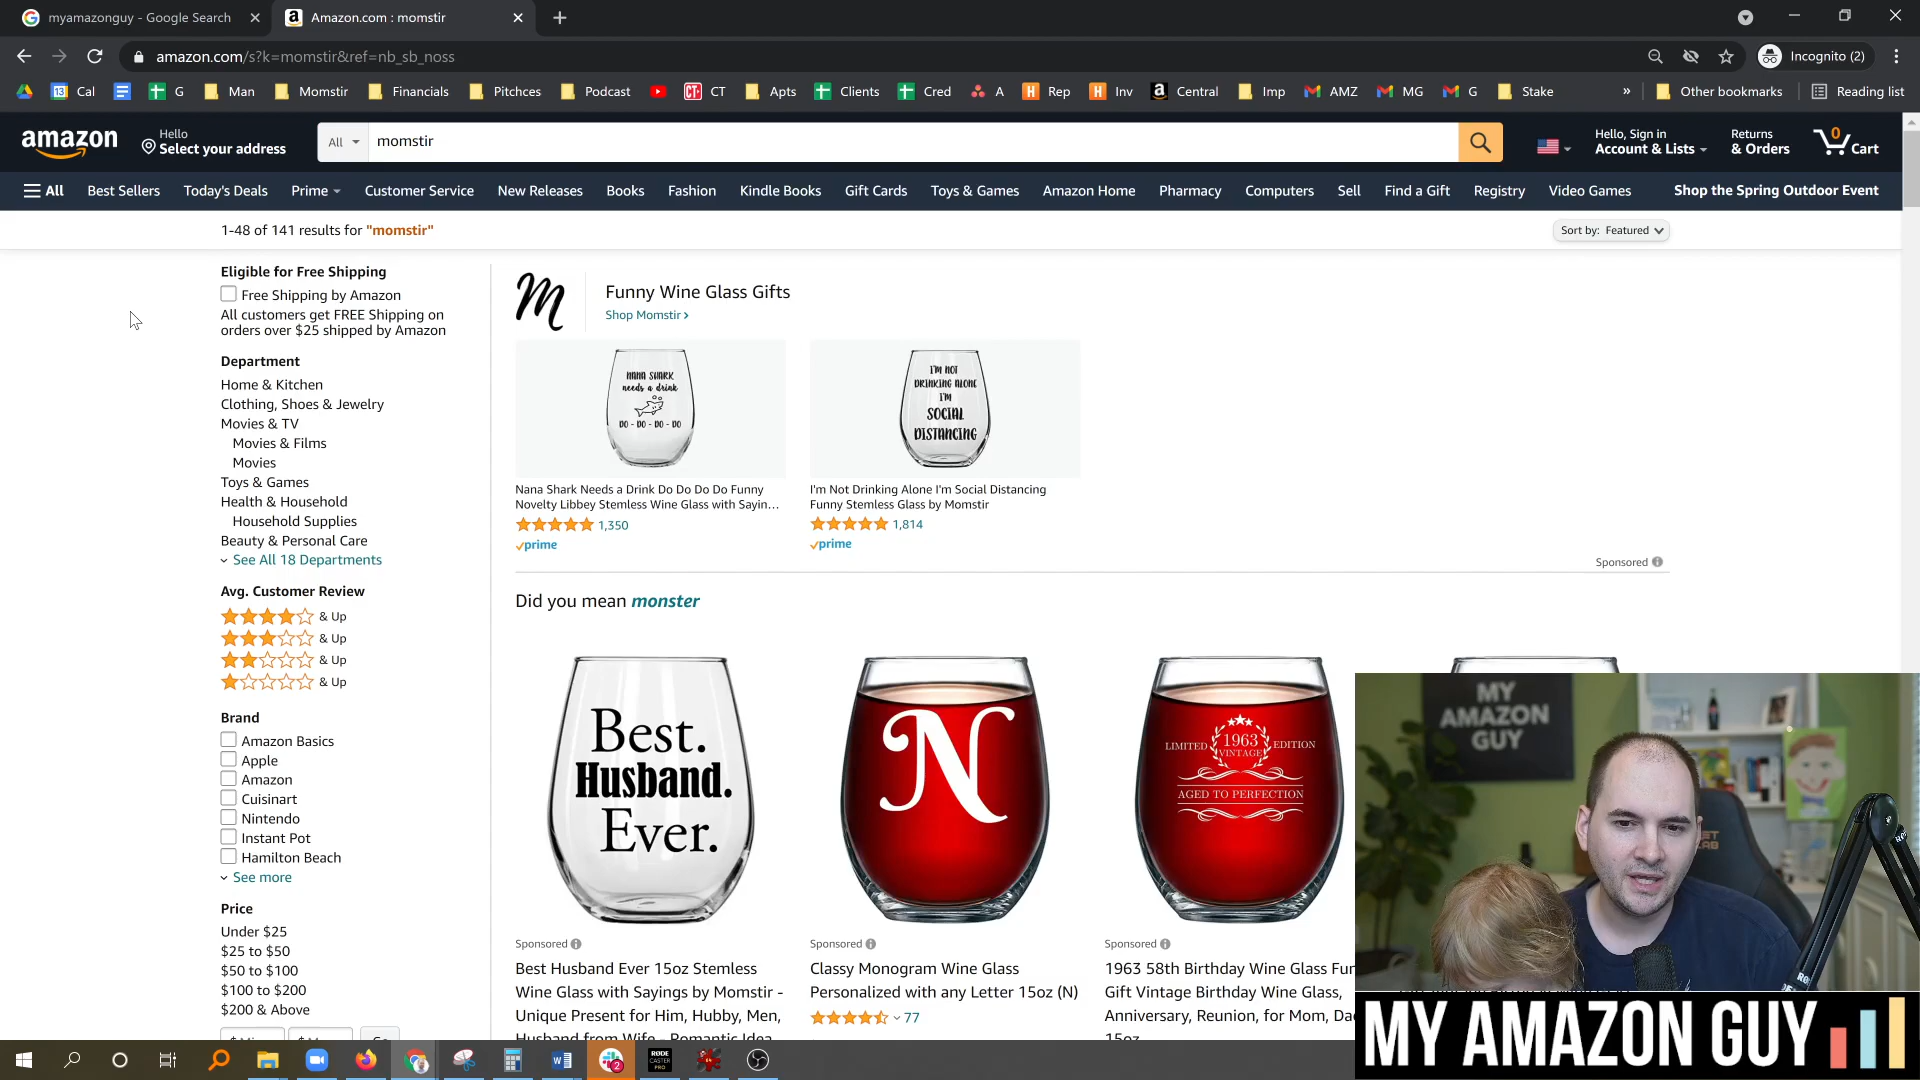 myamazonguy - Google Search
Amazon.com : momstir
amazon.com/s?k=momstir&ref=nb_sb_noss
Incognito (2)
13
Cal
G
Man
Momstir
Financials
Pitchces
Podcast
CT
Apts
Clients
Cred
A
Rep
Inv
Central
Imp
AMZ
MG
G
Stake
»
Other bookmarks
Reading list
amazon
Hello
Select your address
All
momstir
Hello, Sign in
Account & Lists
Returns
& Orders
0
Cart
All
Best Sellers
Today's Deals
Prime
Customer Service
New Releases
Books
Fashion
Kindle Books
Gift Cards
Toys & Games
Amazon Home
Pharmacy
Computers
Sell
Find a Gift
Registry
Video Games
Shop the Spring Outdoor Event
1-48 of 141 results for "momstir"
Sort by: Featured
Eligible for Free Shipping
Free Shipping by Amazon
All customers get FREE Shipping on
orders over $25 shipped by Amazon
Department
Home & Kitchen
Clothing, Shoes & Jewelry
Movies & TV
Movies & Films
Movies
Toys & Games
Health & Household
Household Supplies
Beauty & Personal Care
See All 18 Departments
Avg. Customer Review
& Up
& Up
& Up
& Up
Brand
Amazon Basics
Apple
Amazon
Cuisinart
Nintendo
Instant Pot
Hamilton Beach
See more
Price
Under $25
$25 to $50
$50 to $100
$100 to $200
$200 & Above
M
Funny Wine Glass Gifts
Shop Momstir ›
NANA SHARK
needs a drink
DO - DO - DO - DO
I'M NOT
DRINKING ALONE
I'M
SOCIAL
DISTANCING
Nana Shark Needs a Drink Do Do Do Do Funny
Novelty Libbey Stemless Wine Glass with Sayin...
1,350
prime
I'm Not Drinking Alone I'm Social Distancing
Funny Stemless Glass by Momstir
1,814
prime
Sponsored
Did you mean monster
Best.
Husband.
Ever.
N
LIMITED 1963 EDITION
VINTAGE
AGED TO PERFECTION
Sponsored
Best Husband Ever 15oz Stemless
Wine Glass with Sayings by Momstir -
Unique Present for Him, Hubby, Men,
Husband from Wife - Romantic Idea
Sponsored
Classy Monogram Wine Glass
Personalized with any Letter 15oz (N)
77
Sponsored
1963 58th Birthday Wine Glass Fun
Gift Vintage Birthday Wine Glass,
Anniversary, Reunion, for Mom, Dad
15oz
MY
AMAZON
GUY
MY AMAZON GUY
2
RØDE
CASTER
PRO